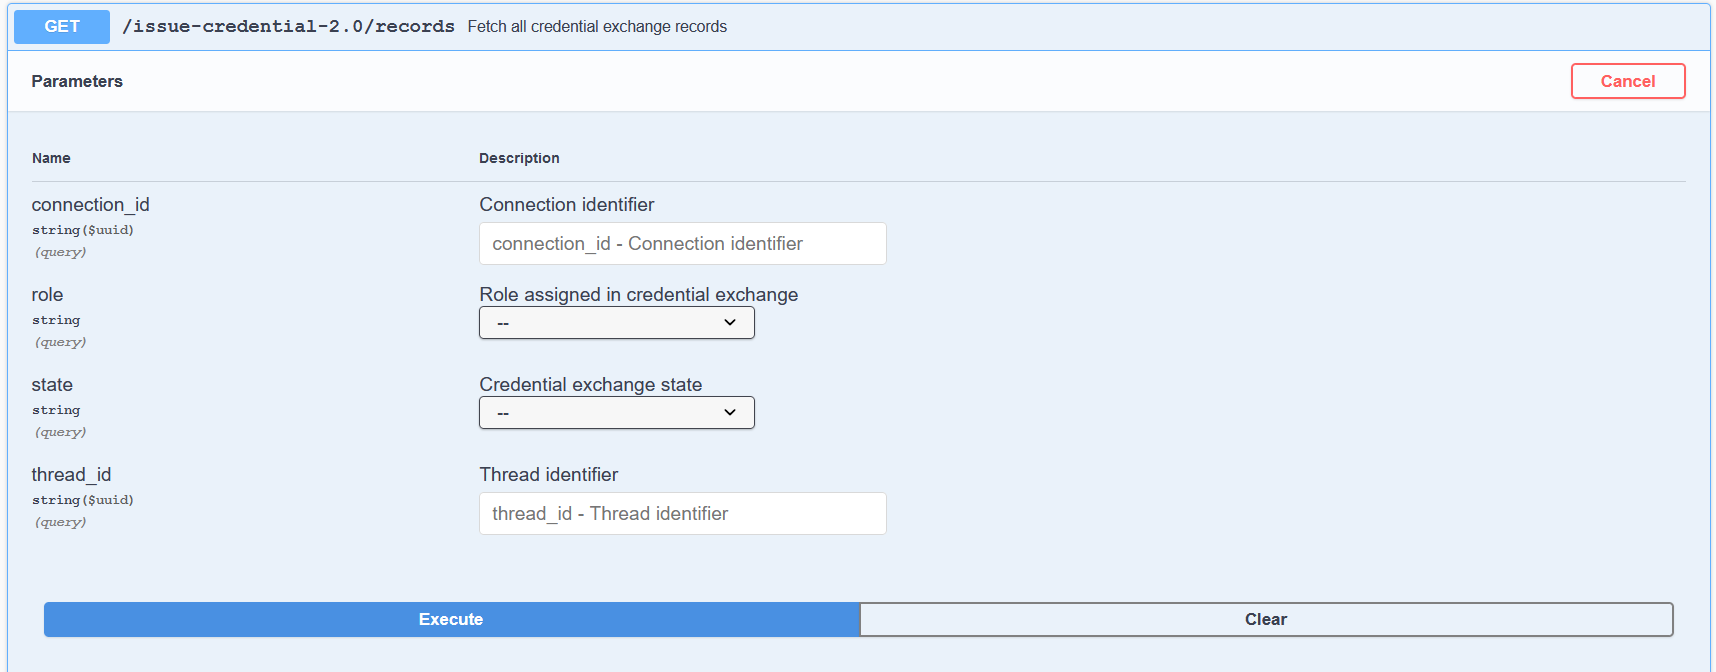 GET /issue-credential-2.0/records Fetch all credential exchange records
Parameters
Cancel
Name Description
connection_id Connection identifier
string($uuid)
(query)
connection_id - Connection identifier
role Role assigned in credential exchange
string
(query)
--
state Credential exchange state
string
(query)
--
thread_id Thread identifier
string($uuid)
(query)
thread_id - Thread identifier
Execute Clear